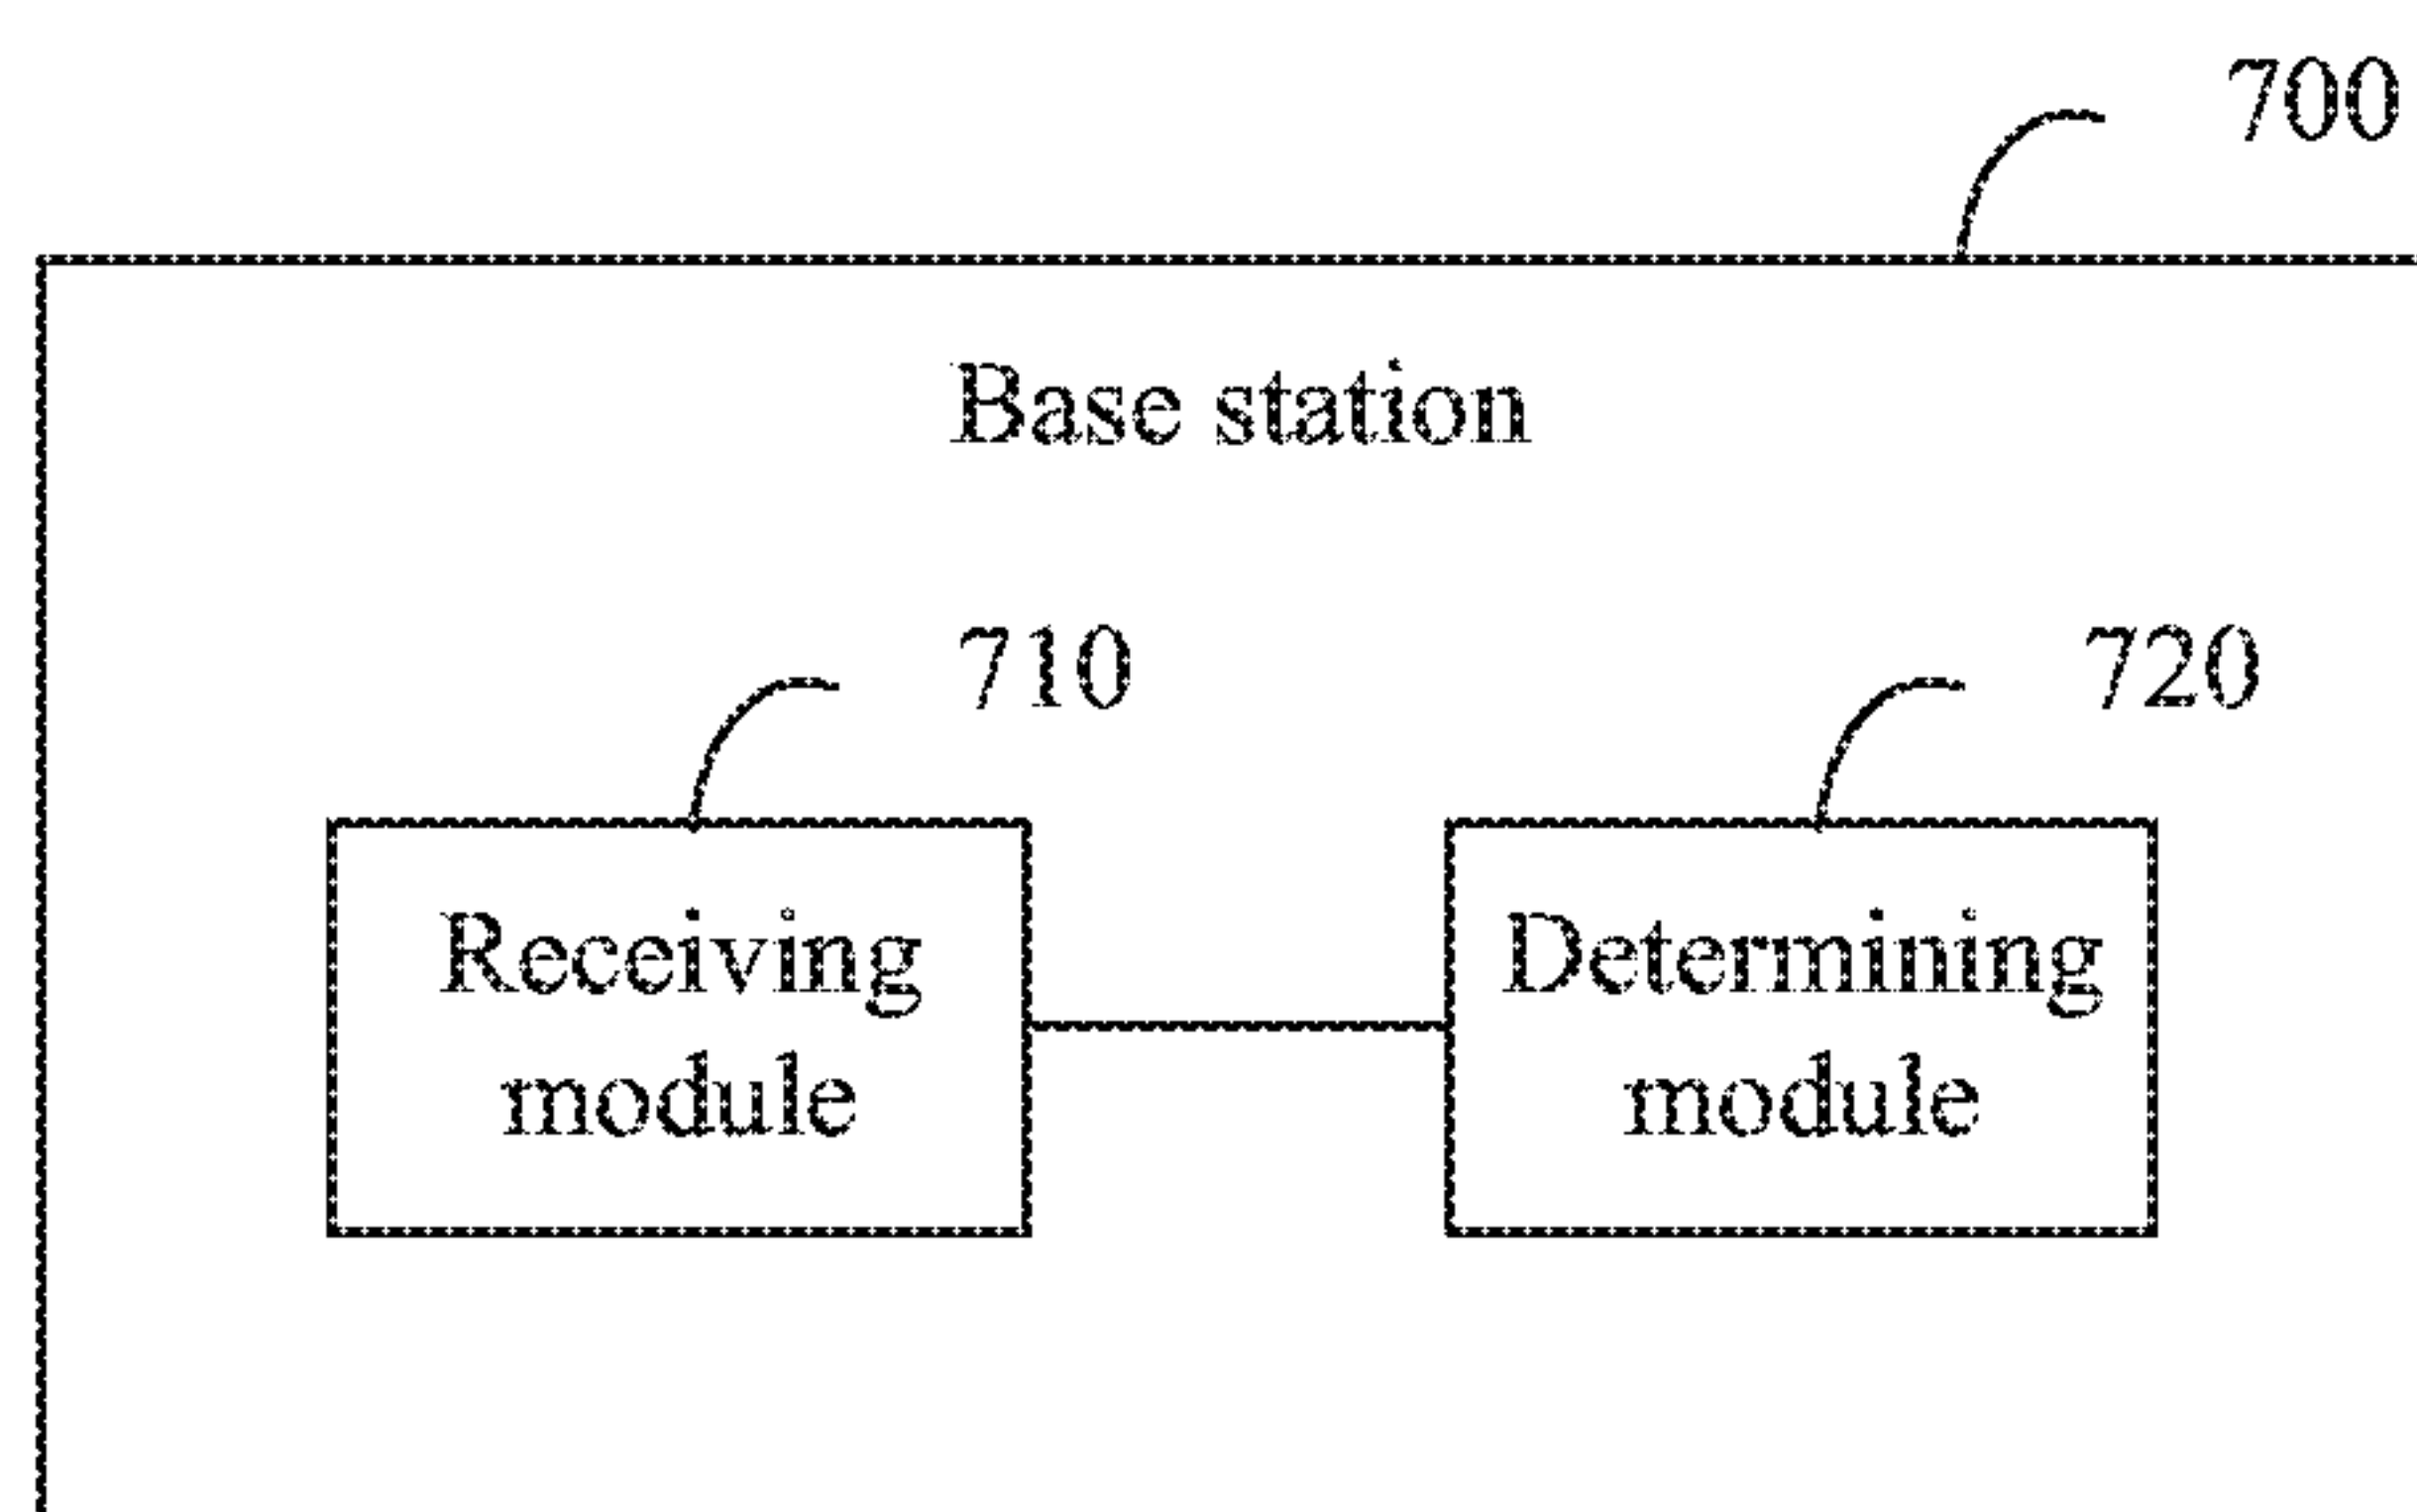 700
Base station
710
720
Receiving
module
Determining
module